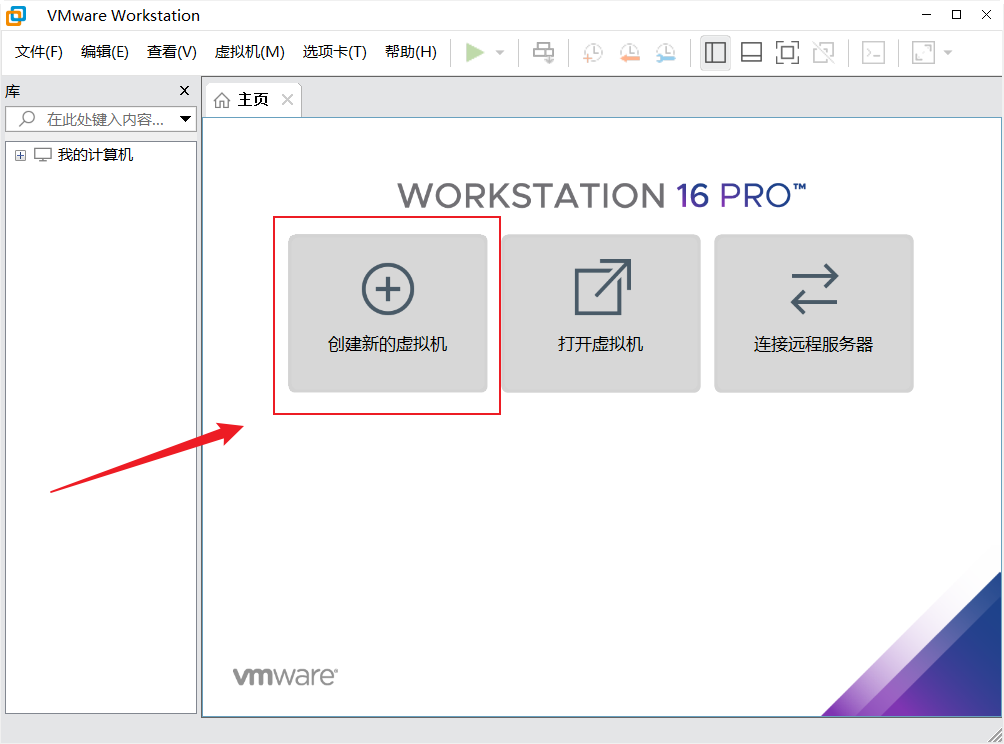 VMware Workstation
文件(F) 编辑(E) 查看(V) 虚拟机(M) 选项卡(T) 帮助(H)
库
在此处键入内容...
我的计算机
主页
WORKSTATION 16 PRO™
创建新的虚拟机 打开虚拟机 连接远程服务器
vmware®